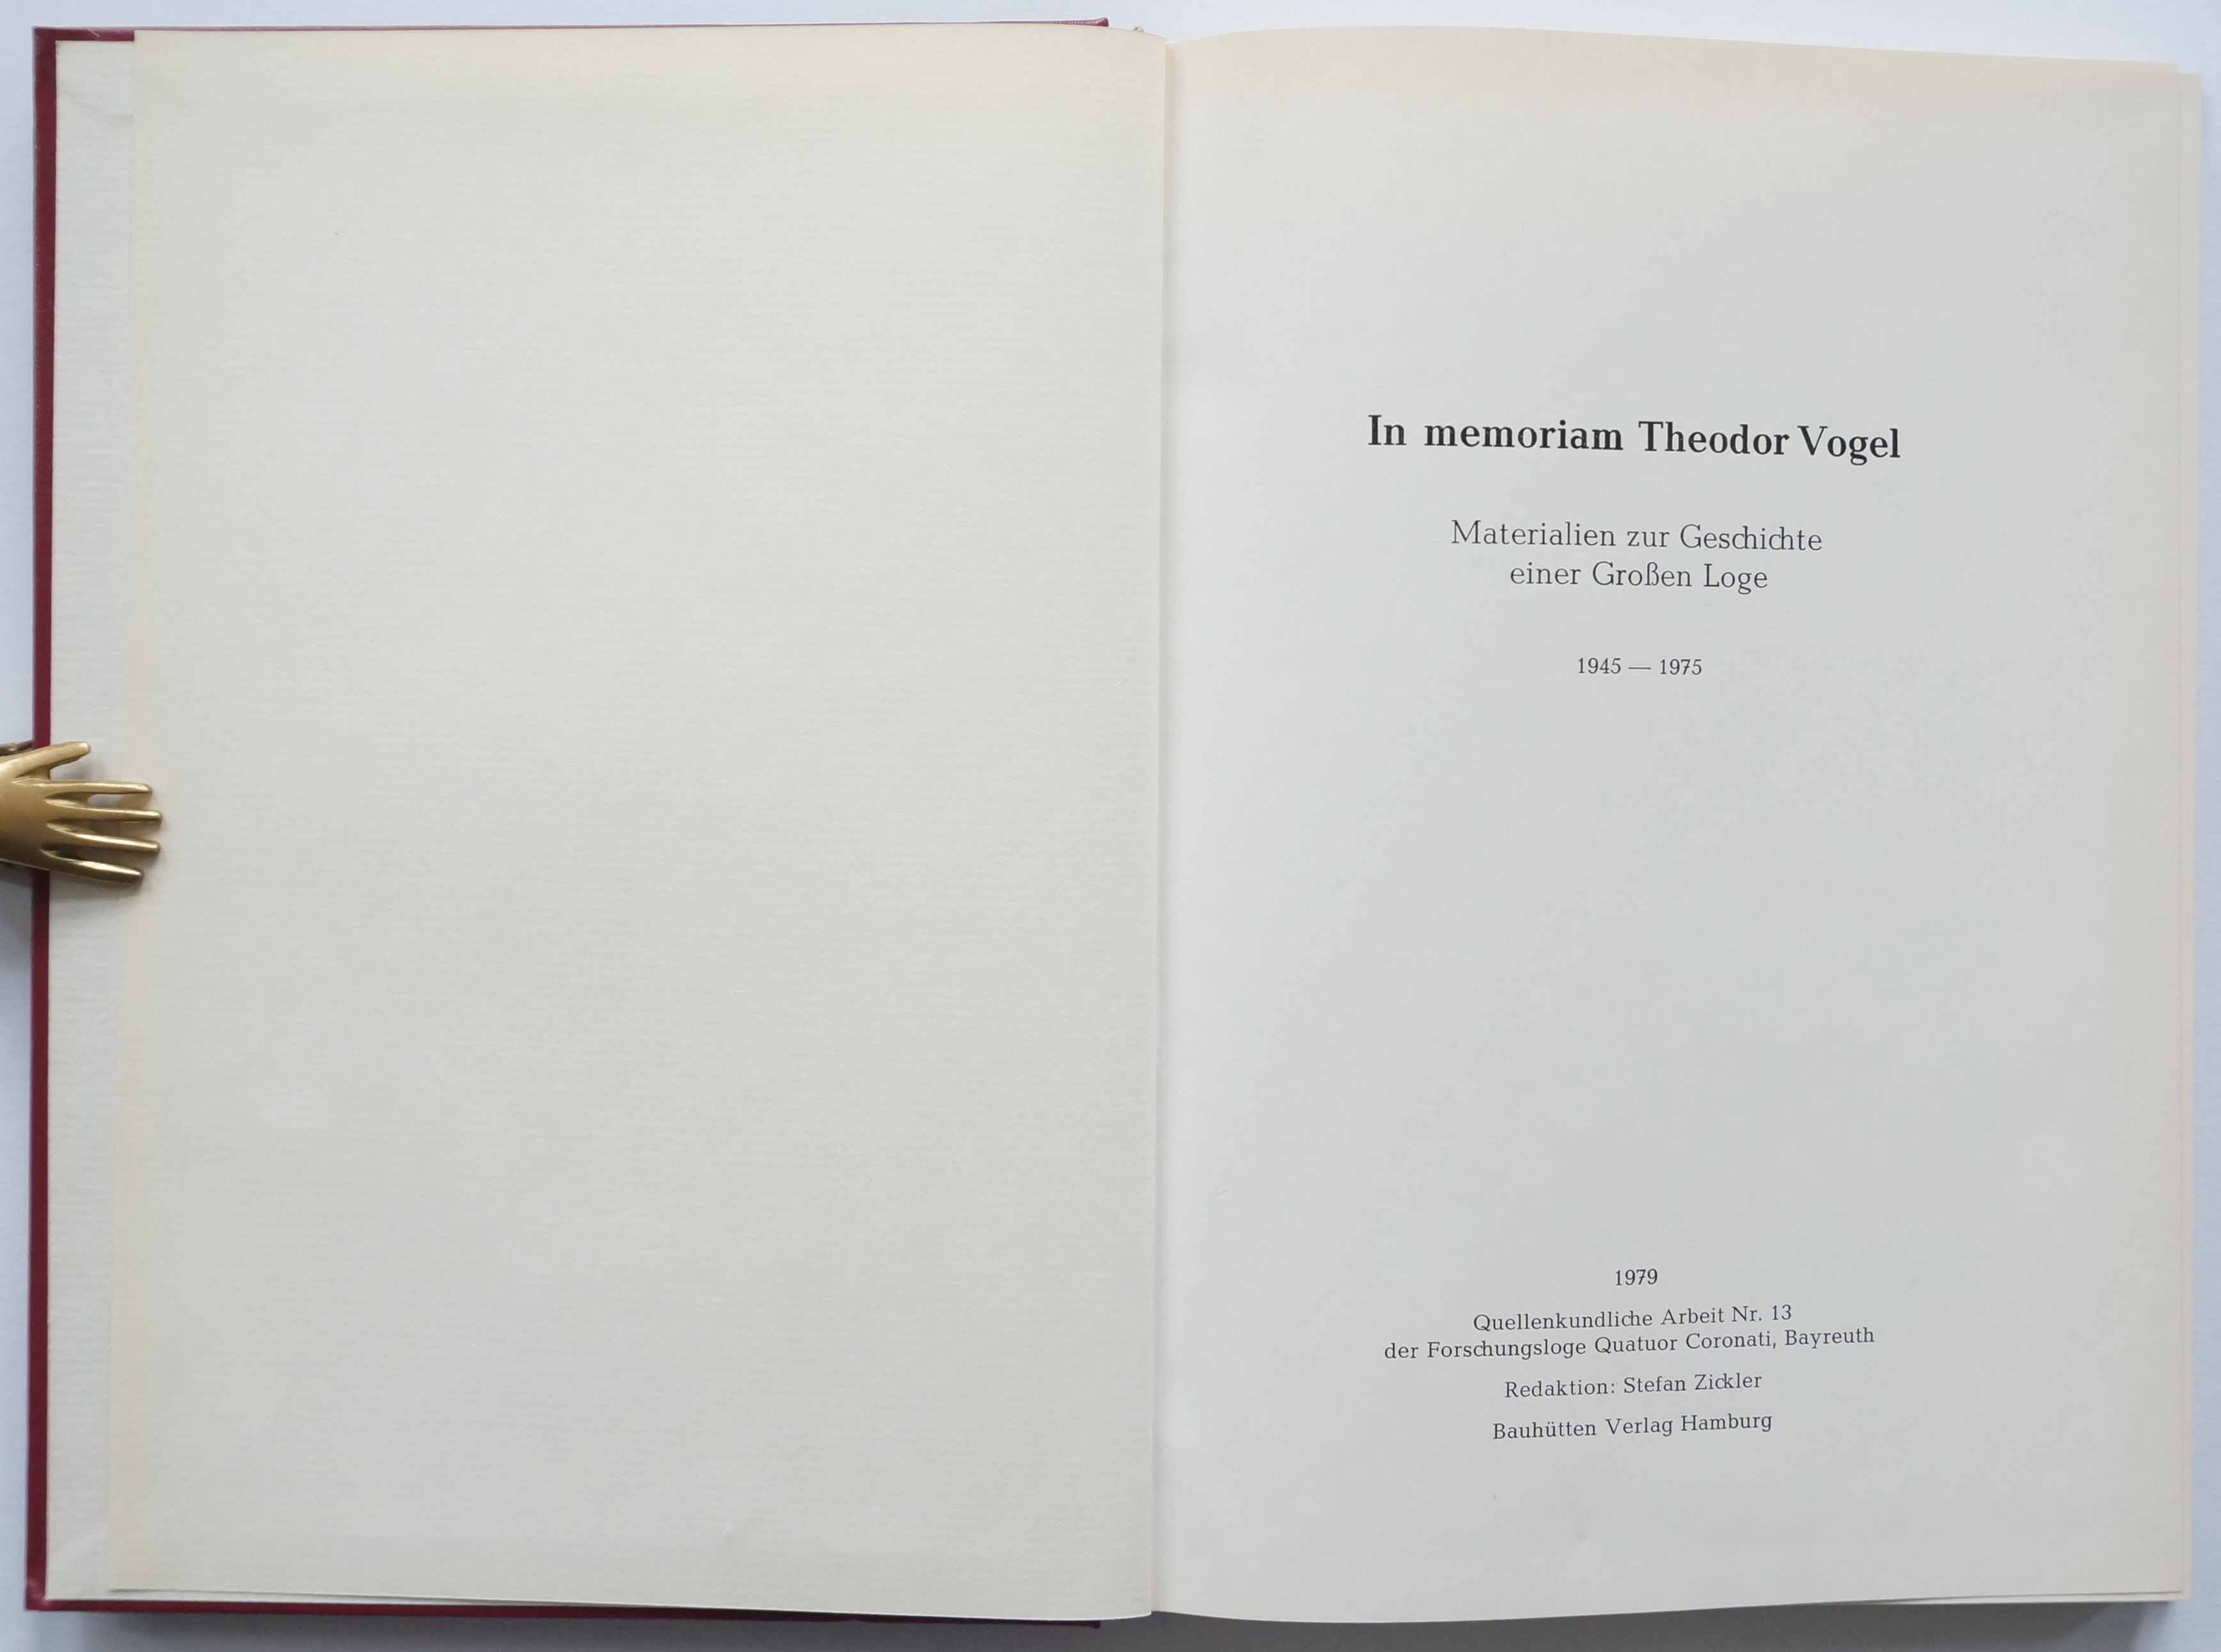 In memoriam Theodor Vogel
Materialien zur Geschichte
einer Großen Loge
1945 — 1975
1979
Quellenkundliche Arbeit Nr. 13
der Forschungsloge Quatuor Coronati, Bayreuth
Redaktion: Stefan Zickler
Bauhütten Verlag Hamburg